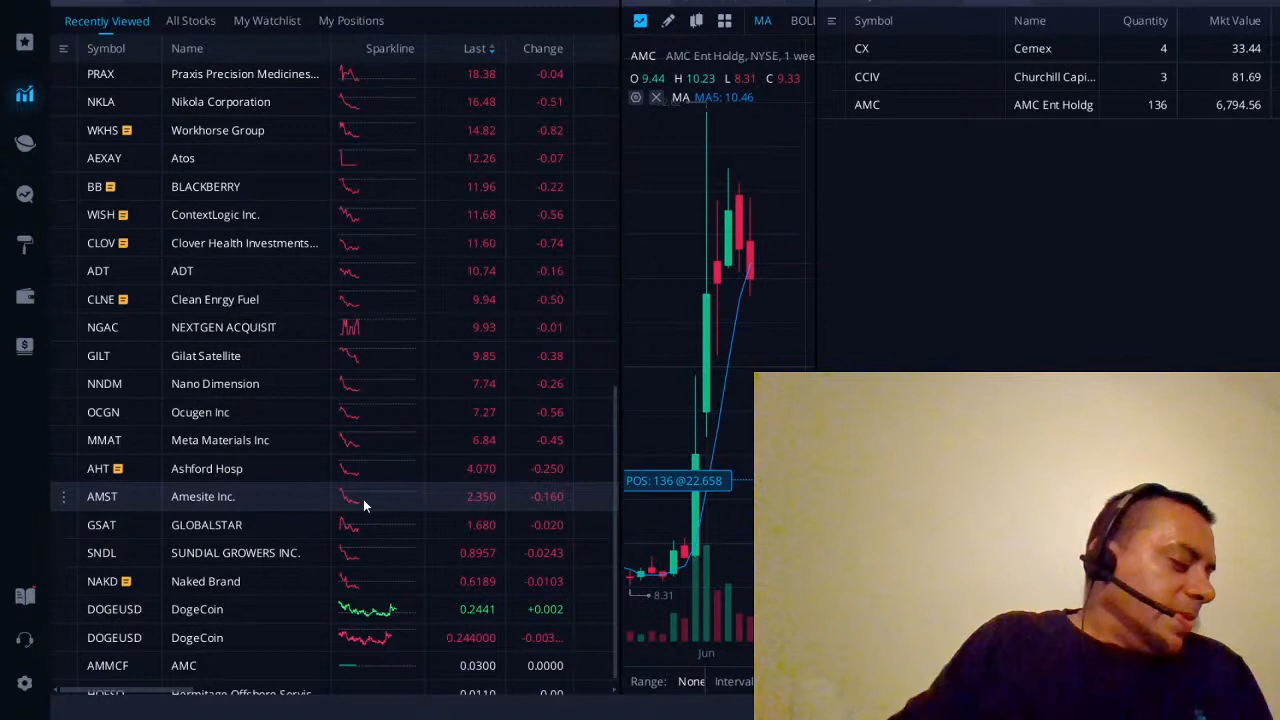 Recently Viewed All Stocks My Watchlist My Positions
Symbol Name Sparkline Last Change
PRAX Praxis Precision Medicines... 18.38 -0.04
NKLA Nikola Corporation 16.48 -0.51
WKHS Workhorse Group 14.82 -0.82
AEXAY Atos 12.26 -0.07
BB BLACKBERRY 11.96 -0.22
WISH ContextLogic Inc. 11.68 -0.56
CLOV Clover Health Investments... 11.60 -0.74
ADT ADT 10.74 -0.16
CLNE Clean Enrgy Fuel 9.94 -0.50
NGAC NEXTGEN ACQUISIT 9.93 -0.01
GILT Gilat Satellite 9.85 -0.38
NNDM Nano Dimension 7.74 -0.26
OCGN Ocugen Inc 7.27 -0.56
MMAT Meta Materials Inc 6.84 -0.45
AHT Ashford Hosp 4.070 -0.250
AMST Amesite Inc. 2.350 -0.160
GSAT GLOBALSTAR 1.680 -0.020
SNDL SUNDIAL GROWERS INC. 0.8957 -0.0243
NAKD Naked Brand 0.6189 -0.0103
DOGEUSD DogeCoin 0.2441 +0.002
DOGEUSD DogeCoin 0.244000 -0.003...
AMMCF AMC 0.0300 0.0000
MA BOLI
AMC AMC Ent Holdg, NYSE, 1 wee
O 9.44 H 10.23 L 8.31 C 9.33
MA MA5: 10.46
POS: 136 @22.658
8.31
Jun
Range: None Interval
Symbol Name Quantity Mkt Value
CX Cemex 4 33.44
CCIV Churchill Capi... 3 81.69
AMC AMC Ent Holdg 136 6,794.56